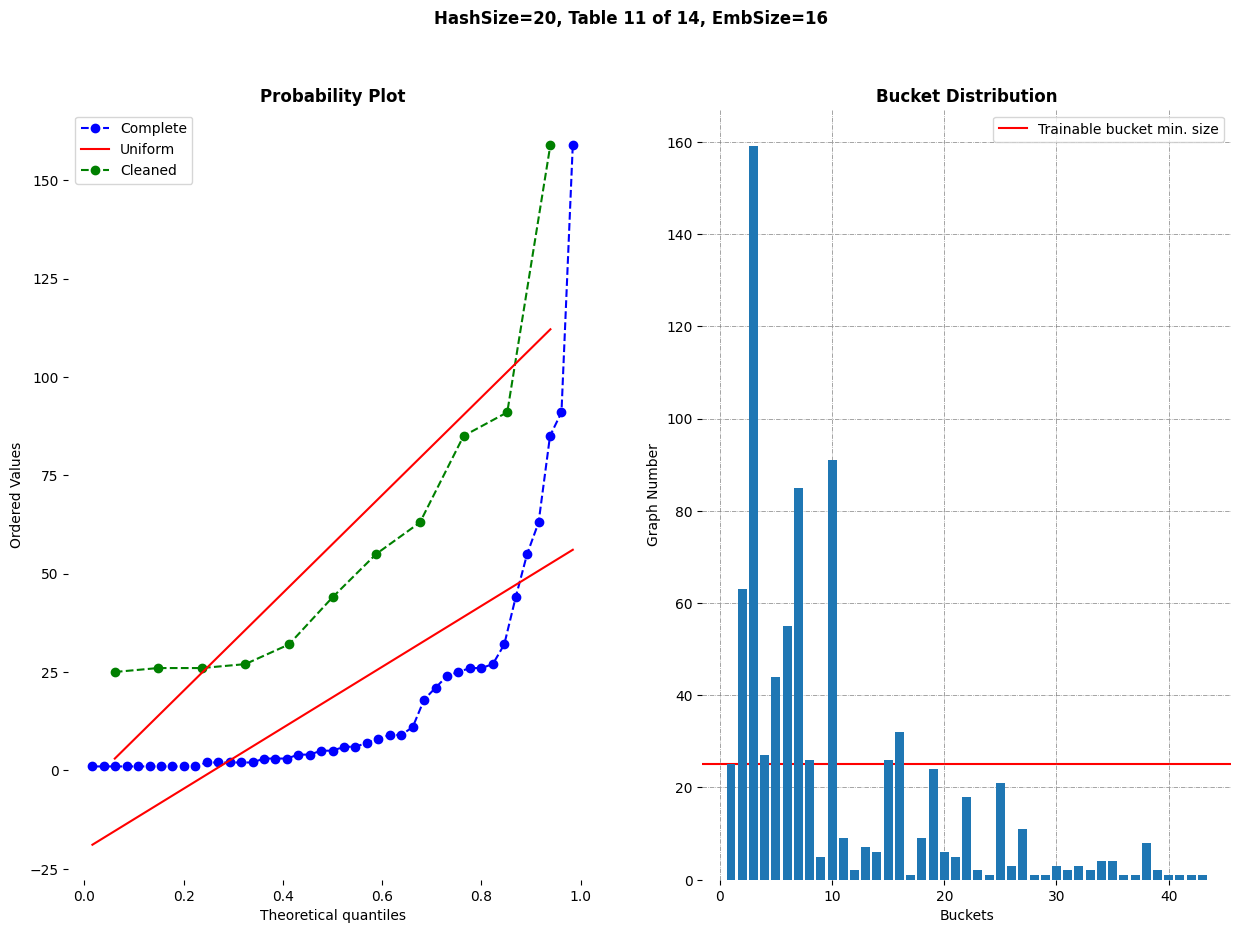 HashSize=20, Table 11 of 14, EmbSize=16
Probability Plot
Complete
Uniform
Cleaned
Ordered Values
150
125
100
75
50
25
0
−25
0.0 0.2 0.4 0.6 0.8 1.0
Theoretical quantiles
Bucket Distribution
Trainable bucket min. size
Graph Number
160
140
120
100
80
60
40
20
0
0 10 20 30 40
Buckets